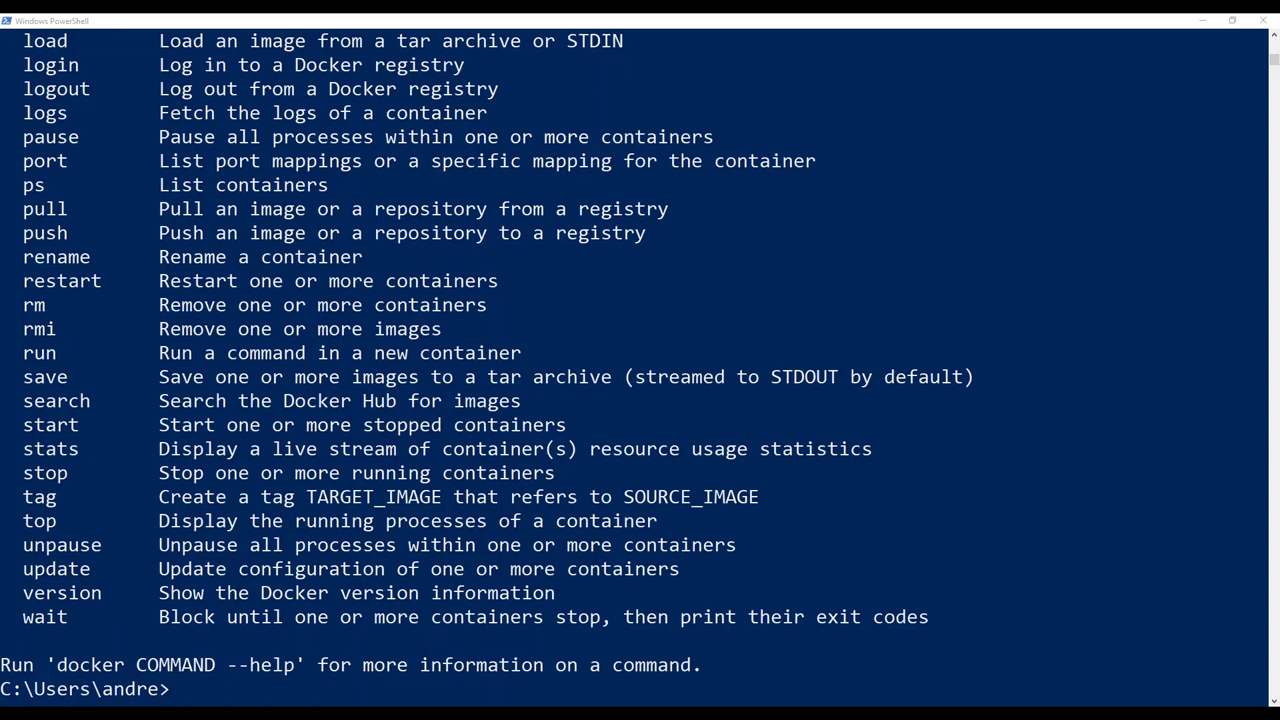 Windows PowerShell
load Load an image from a tar archive or STDIN
login Log in to a Docker registry
logout Log out from a Docker registry
logs Fetch the logs of a container
pause Pause all processes within one or more containers
port List port mappings or a specific mapping for the container
ps List containers
pull Pull an image or a repository from a registry
push Push an image or a repository to a registry
rename Rename a container
restart Restart one or more containers
rm Remove one or more containers
rmi Remove one or more images
run Run a command in a new container
save Save one or more images to a tar archive (streamed to STDOUT by default)
search Search the Docker Hub for images
start Start one or more stopped containers
stats Display a live stream of container(s) resource usage statistics
stop Stop one or more running containers
tag Create a tag TARGET_IMAGE that refers to SOURCE_IMAGE
top Display the running processes of a container
unpause Unpause all processes within one or more containers
update Update configuration of one or more containers
version Show the Docker version information
wait Block until one or more containers stop, then print their exit codes
Run 'docker COMMAND --help' for more information on a command.
C:\Users\andre>